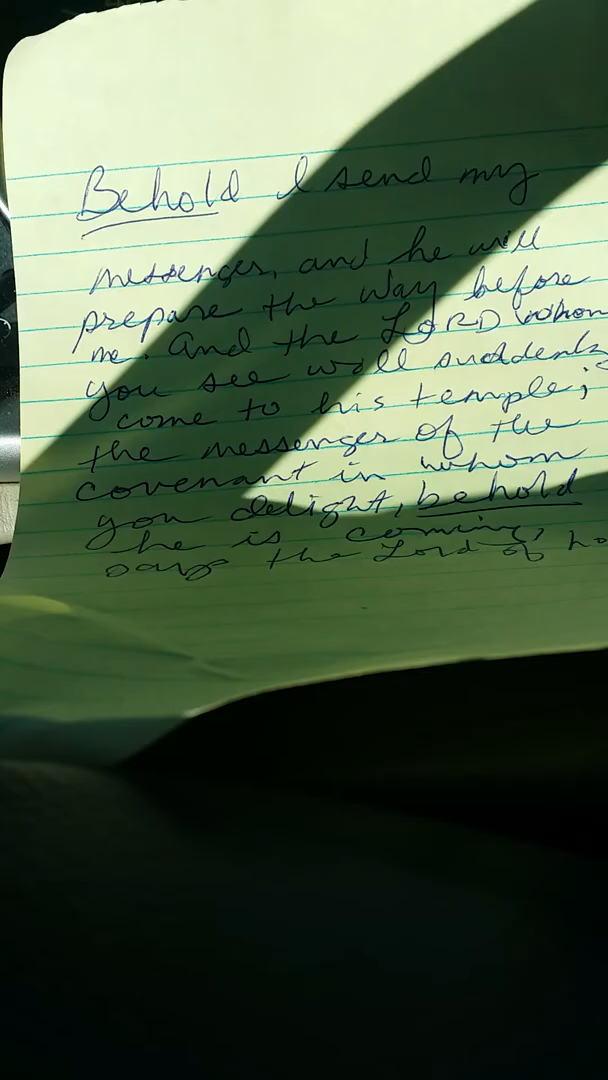 Behold I send my
messenger, and he will
prepare the way before
me. And the LORD whom
you see will suddenly
come to his temple;
the messenger of the
covenant in whom
you delight, behold
he is coming,
says the Lord of ho